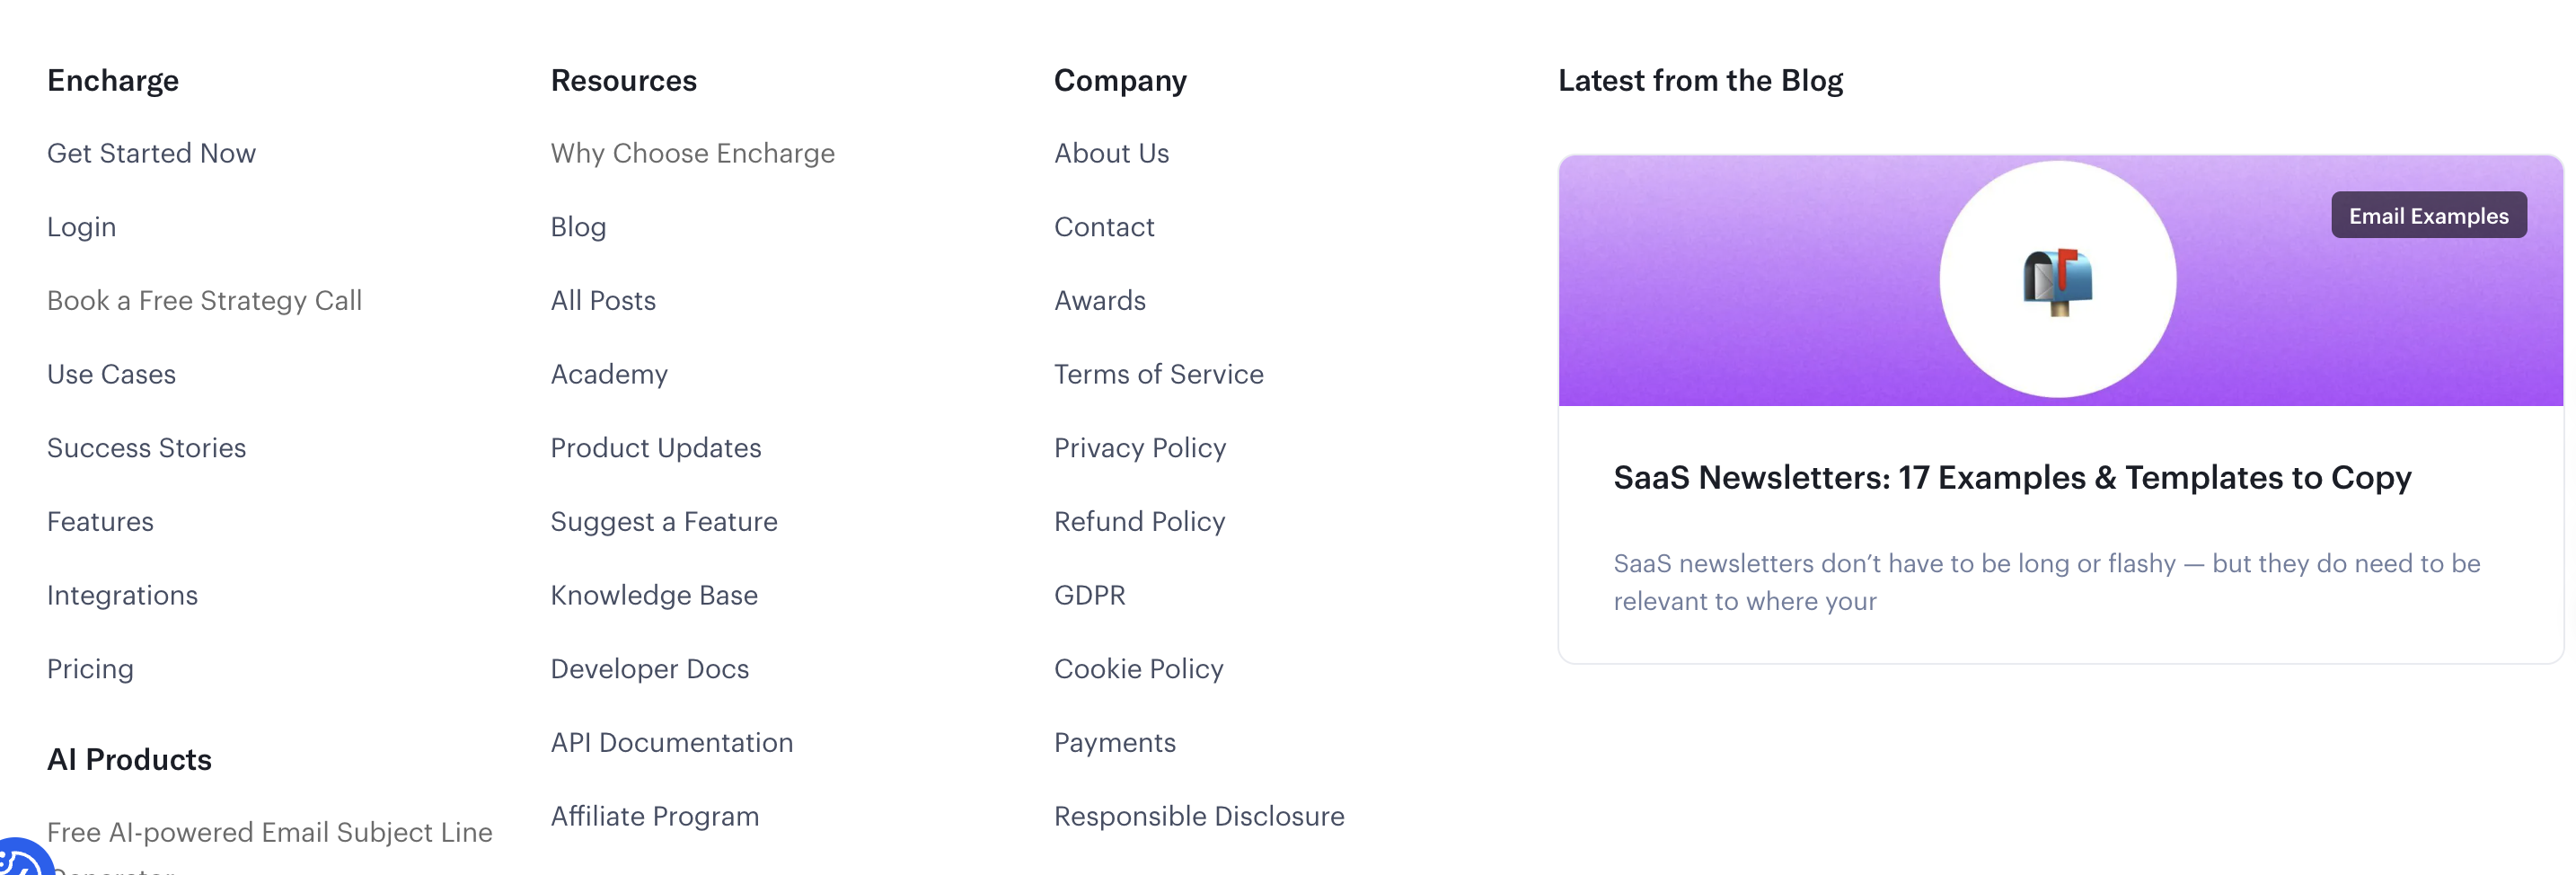 Encharge
Get Started Now
Login
Book a Free Strategy Call
Use Cases
Success Stories
Features
Integrations
Pricing
AI Products
Free AI-powered Email Subject Line
Resources
Why Choose Encharge
Blog
All Posts
Academy
Product Updates
Suggest a Feature
Knowledge Base
Developer Docs
API Documentation
Affiliate Program
Company
About Us
Contact
Awards
Terms of Service
Privacy Policy
Refund Policy
GDPR
Cookie Policy
Payments
Responsible Disclosure
Latest from the Blog
Email Examples
SaaS Newsletters: 17 Examples & Templates to Copy
SaaS newsletters don’t have to be long or flashy — but they do need to be
relevant to where your